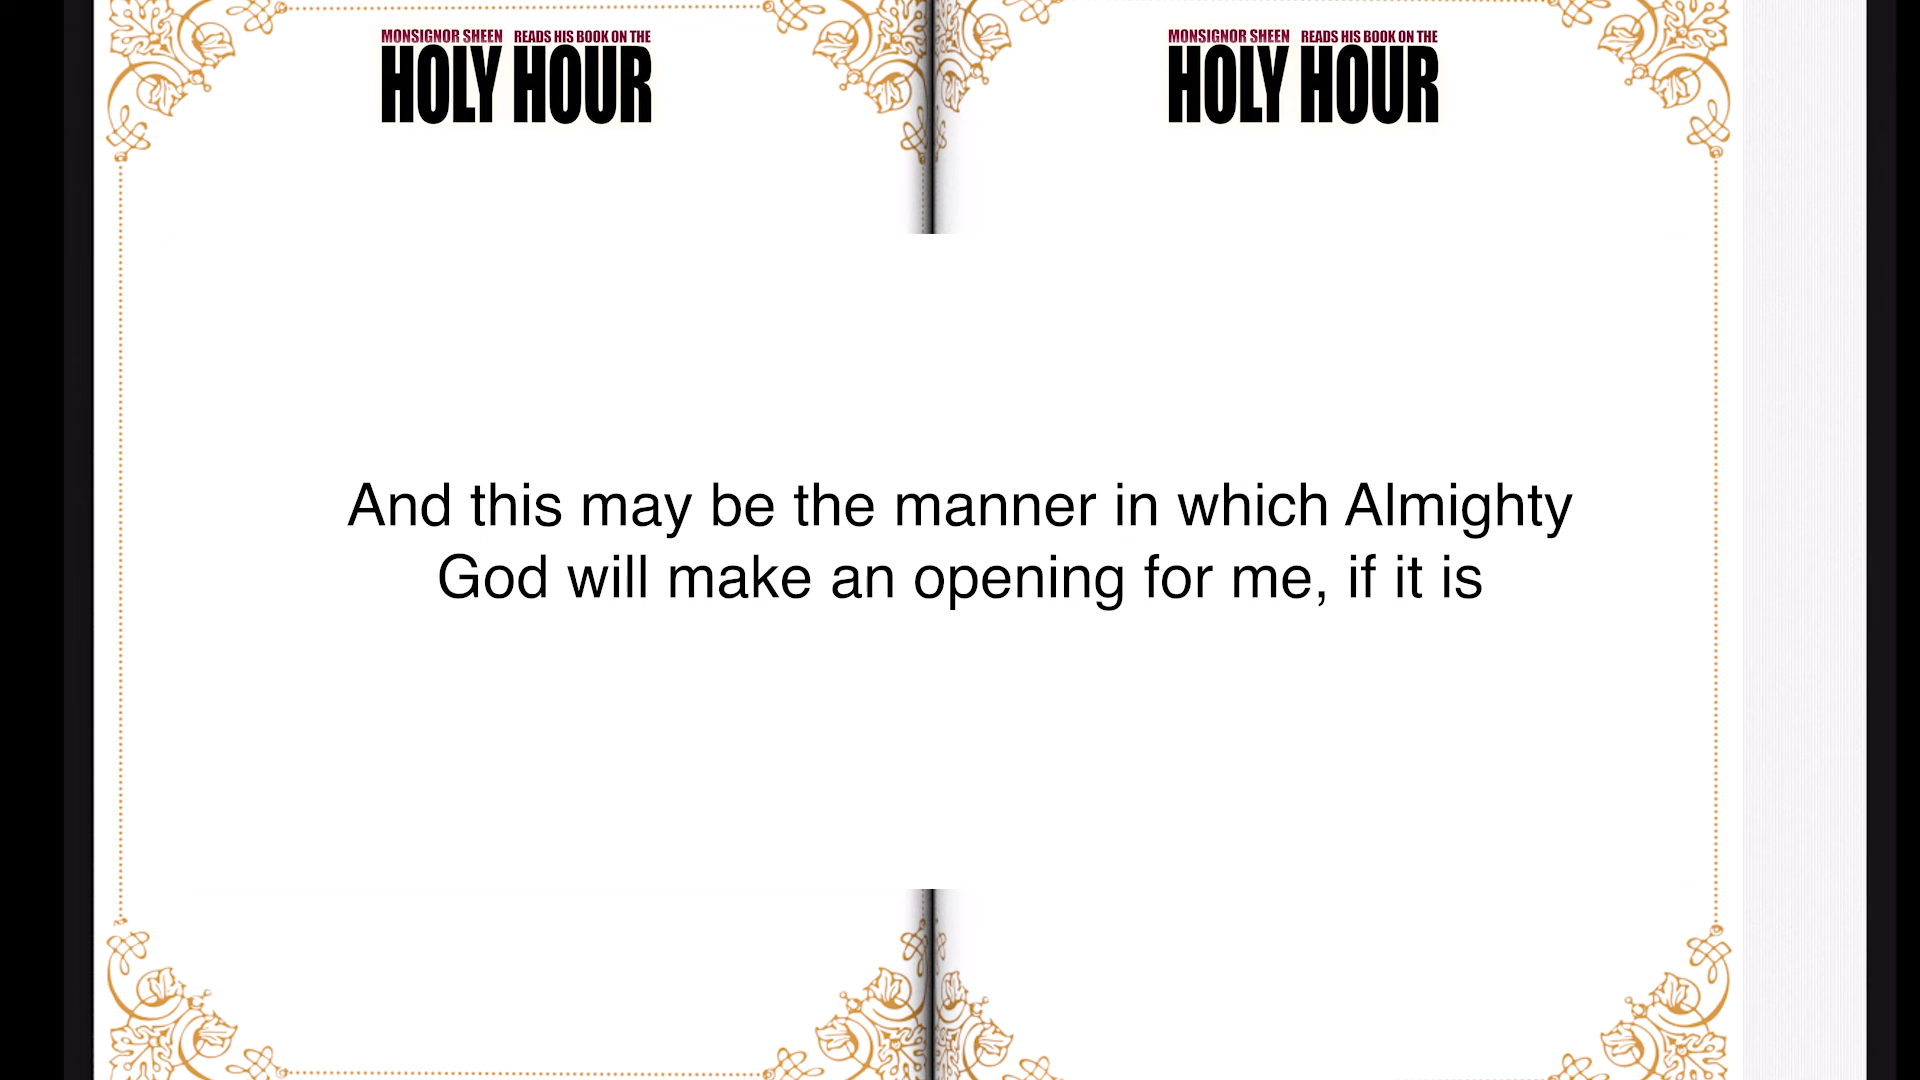 MONSIGNOR SHEEN READS HIS BOOK ON THE
HOLY HOUR
MONSIGNOR SHEEN READS HIS BOOK ON THE
HOLY HOUR
And this may be the manner in which Almighty
God will make an opening for me, if it is